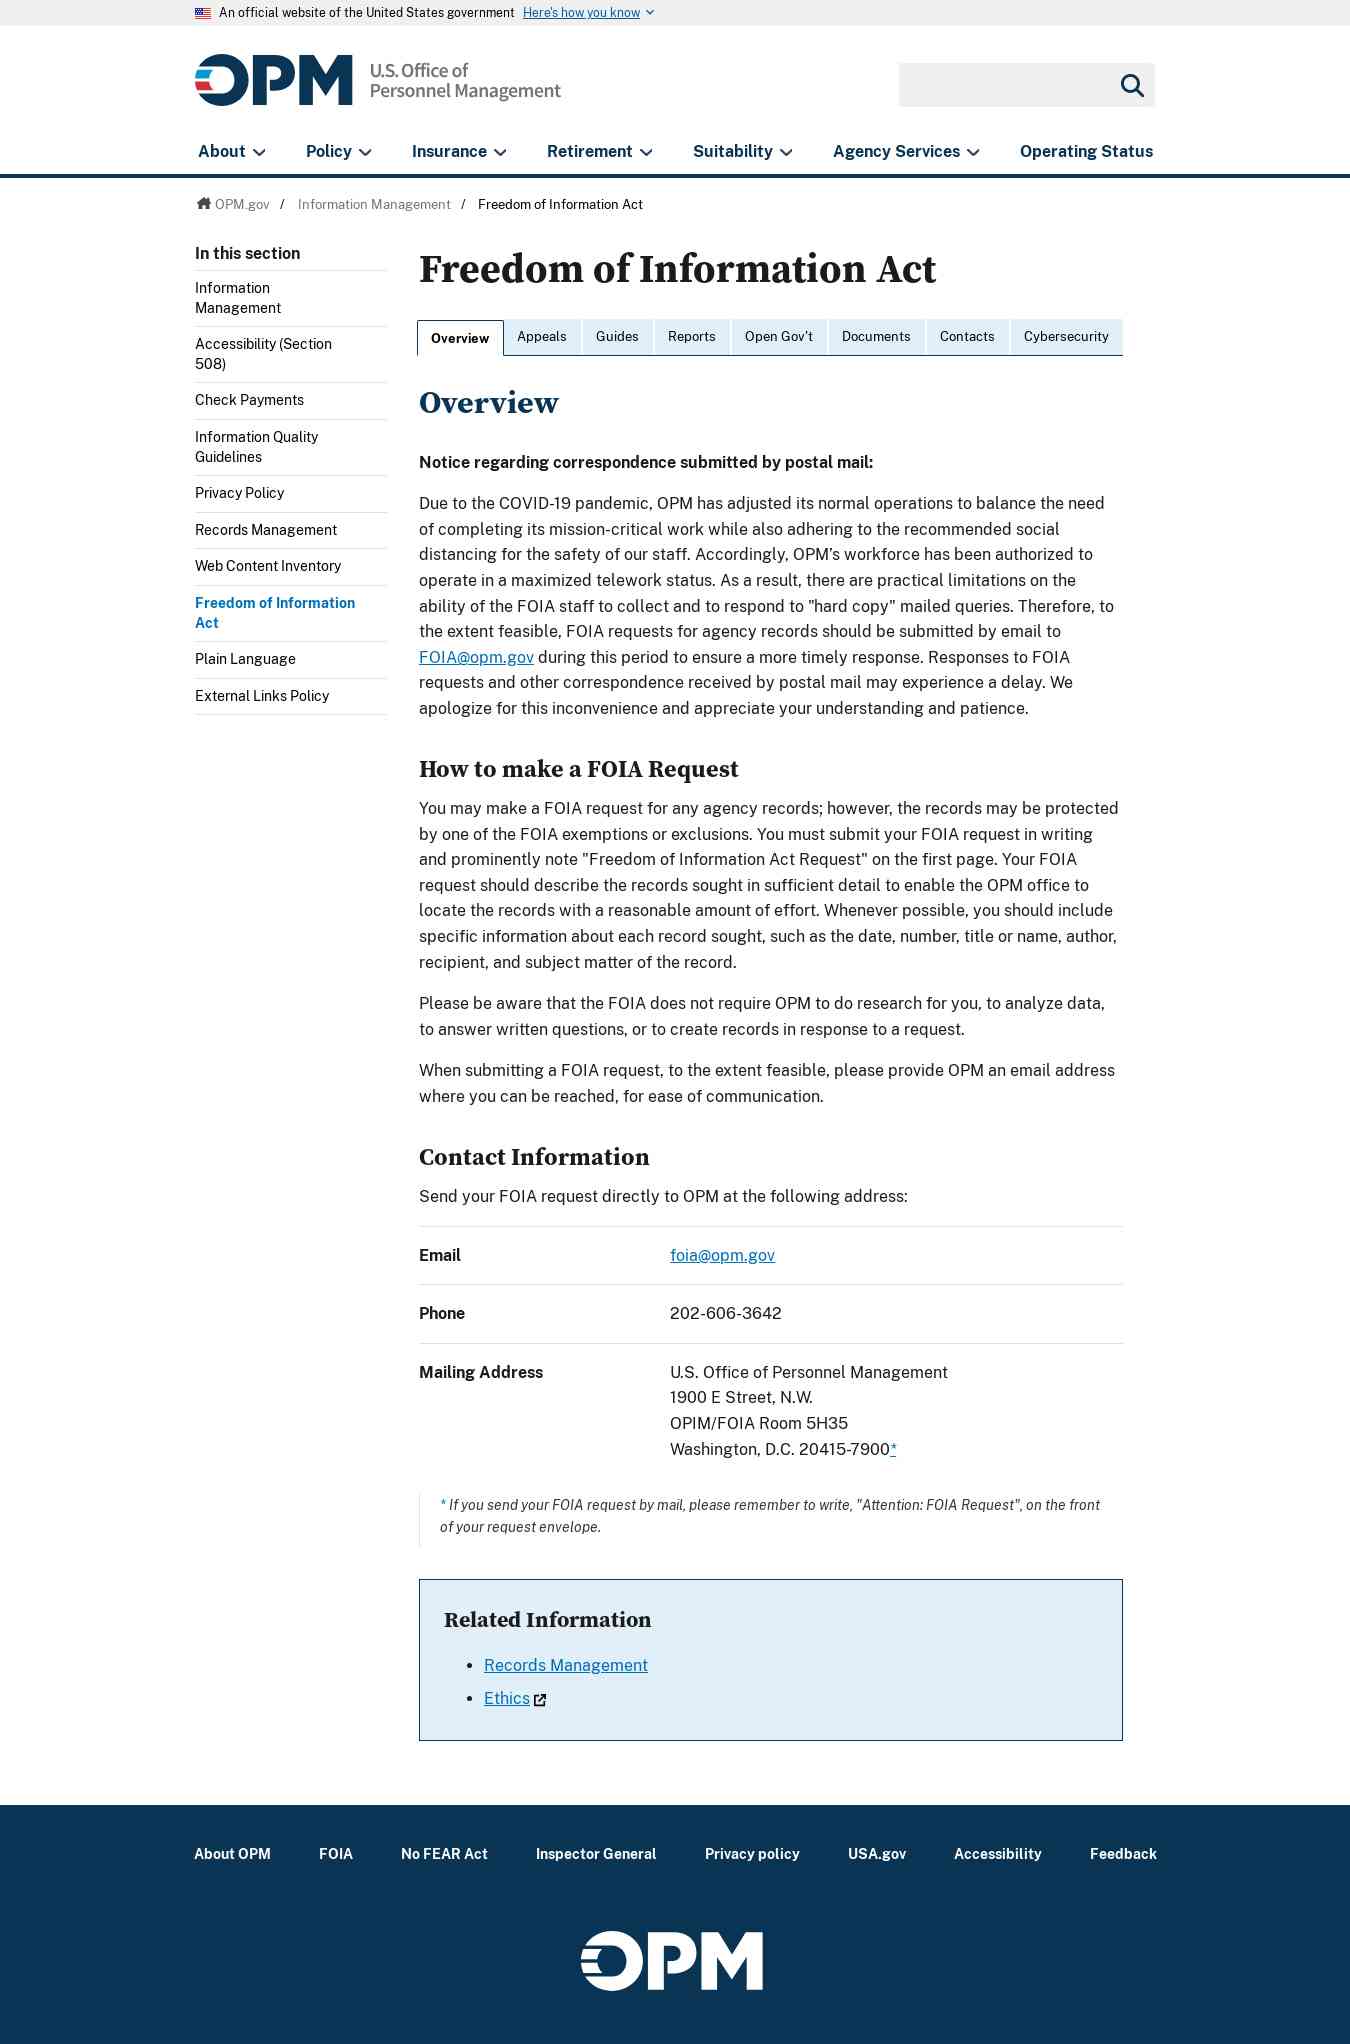 An official website of the United States government Here's how you know
OPM U.S. Office of
Personnel Management
About Policy Insurance Retirement Suitability Agency Services Operating Status
OPM.gov / Information Management / Freedom of Information Act
In this section
Information
Management
Accessibility (Section
508)
Check Payments
Information Quality
Guidelines
Privacy Policy
Records Management
Web Content Inventory
Freedom of Information
Act
Plain Language
External Links Policy
Freedom of Information Act
Overview Appeals Guides Reports Open Gov't Documents Contacts Cybersecurity
Overview
Notice regarding correspondence submitted by postal mail:
Due to the COVID-19 pandemic, OPM has adjusted its normal operations to balance the need
of completing its mission-critical work while also adhering to the recommended social
distancing for the safety of our staff. Accordingly, OPM’s workforce has been authorized to
operate in a maximized telework status. As a result, there are practical limitations on the
ability of the FOIA staff to collect and to respond to "hard copy" mailed queries. Therefore, to
the extent feasible, FOIA requests for agency records should be submitted by email to
FOIA@opm.gov during this period to ensure a more timely response. Responses to FOIA
requests and other correspondence received by postal mail may experience a delay. We
apologize for this inconvenience and appreciate your understanding and patience.
How to make a FOIA Request
You may make a FOIA request for any agency records; however, the records may be protected
by one of the FOIA exemptions or exclusions. You must submit your FOIA request in writing
and prominently note "Freedom of Information Act Request" on the first page. Your FOIA
request should describe the records sought in sufficient detail to enable the OPM office to
locate the records with a reasonable amount of effort. Whenever possible, you should include
specific information about each record sought, such as the date, number, title or name, author,
recipient, and subject matter of the record.
Please be aware that the FOIA does not require OPM to do research for you, to analyze data,
to answer written questions, or to create records in response to a request.
When submitting a FOIA request, to the extent feasible, please provide OPM an email address
where you can be reached, for ease of communication.
Contact Information
Send your FOIA request directly to OPM at the following address:
Email foia@opm.gov
Phone 202-606-3642
Mailing Address U.S. Office of Personnel Management
1900 E Street, N.W.
OPIM/FOIA Room 5H35
Washington, D.C. 20415-7900*
* If you send your FOIA request by mail, please remember to write, "Attention: FOIA Request", on the front
of your request envelope.
Related Information
• Records Management
• Ethics
About OPM FOIA No FEAR Act Inspector General Privacy policy USA.gov Accessibility Feedback
OPM